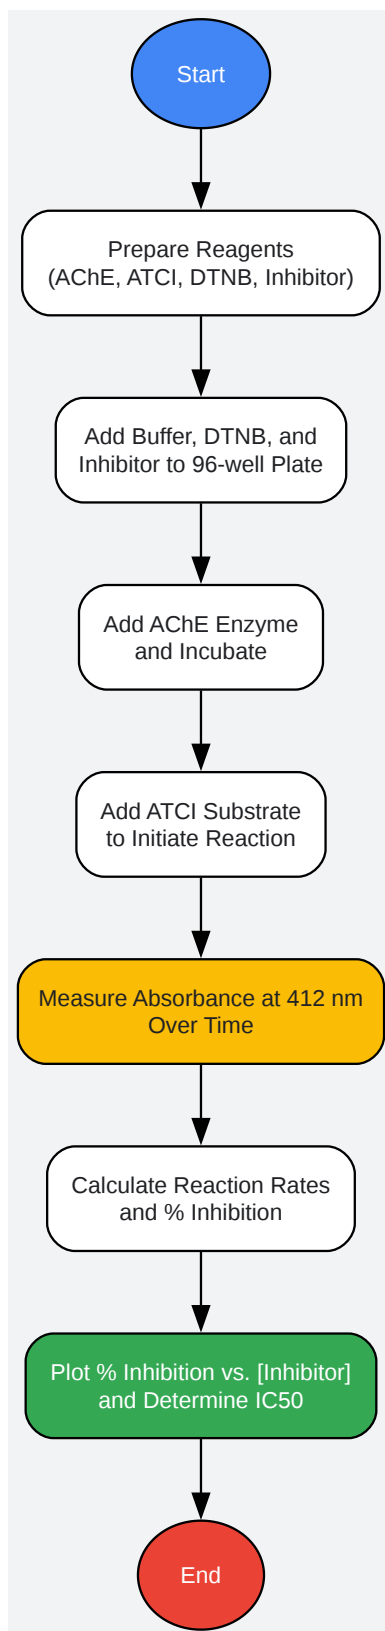 Start
Prepare Reagents
(AChE, ATCI, DTNB, Inhibitor)
Add Buffer, DTNB, and
Inhibitor to 96-well Plate
Add AChE Enzyme
and Incubate
Add ATCI Substrate
to Initiate Reaction
Measure Absorbance at 412 nm
Over Time
Calculate Reaction Rates
and % Inhibition
Plot % Inhibition vs. [Inhibitor]
and Determine IC50
End